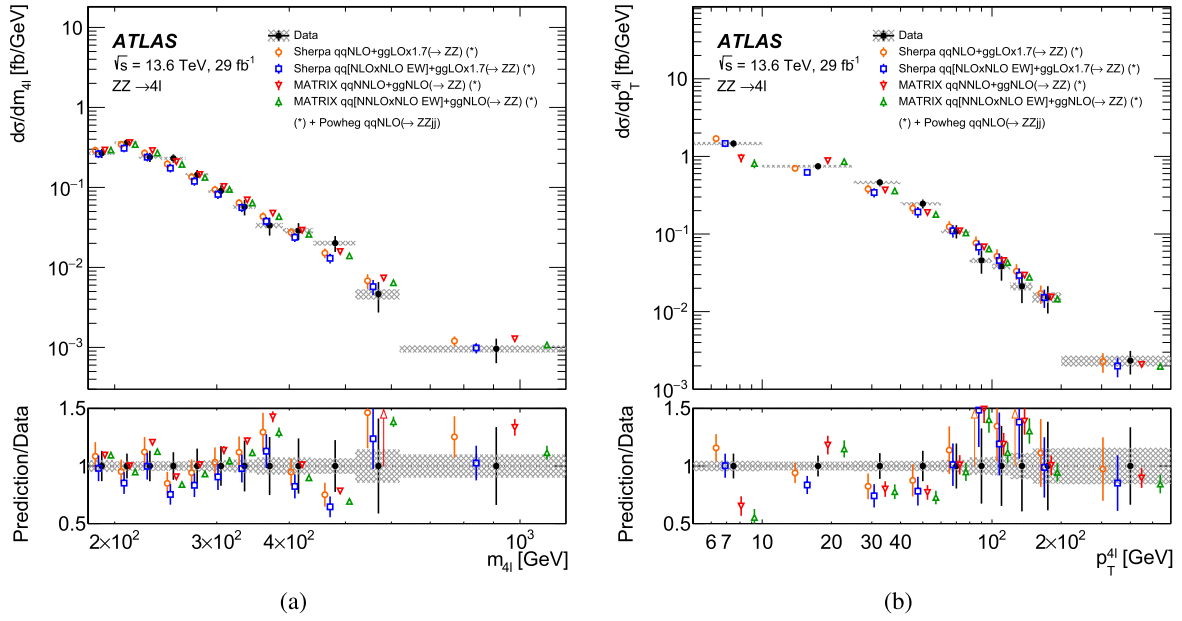 dσ/dm4l [fb/GeV]
10
1
10⁻¹
10⁻²
10⁻³
ATLAS
√s = 13.6 TeV, 29 fb⁻¹
ZZ →4l
Data
Sherpa qqNLO+ggLOx1.7(→ ZZ) (*)
Sherpa qq[NLOxNLO EW]+ggLOx1.7(→ ZZ) (*)
MATRIX qqNNLO+ggNLO(→ ZZ) (*)
MATRIX qq[NNLOxNLO EW]+ggNLO(→ ZZ) (*)
(*) + Powheg qqNLO(→ ZZjj)
Prediction/Data
1.5
1
0.5
2×10² 3×10² 4×10² 10³
m4l [GeV]
(a)
dσ/dp_T^4l [fb/GeV]
10
1
10⁻¹
10⁻²
10⁻³
ATLAS
√s = 13.6 TeV, 29 fb⁻¹
ZZ →4l
Data
Sherpa qqNLO+ggLOx1.7(→ ZZ) (*)
Sherpa qq[NLOxNLO EW]+ggLOx1.7(→ ZZ) (*)
MATRIX qqNNLO+ggNLO(→ ZZ) (*)
MATRIX qq[NNLOxNLO EW]+ggNLO(→ ZZ) (*)
(*) + Powheg qqNLO(→ ZZjj)
Prediction/Data
1.5
1
0.5
6 7 10 20 30 40 10² 2×10²
p_T^4l [GeV]
(b)